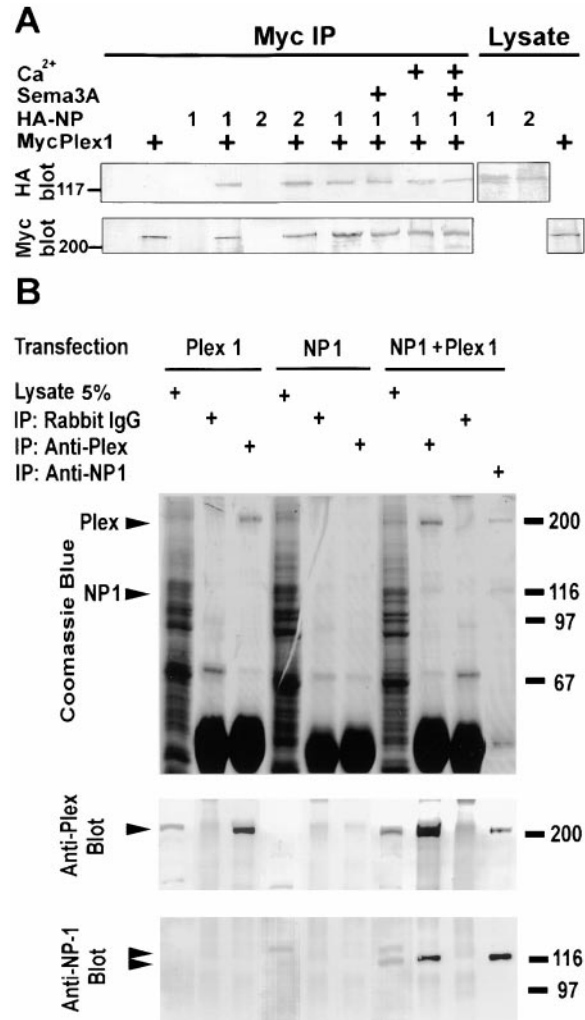 A
Myc IP Lysate
Ca2+ + +
Sema3A + +
HA-NP 1 1 2 2 1 1 1 1 1 2
MycPlex1 + + + + + + + +
HA blot
117
Myc blot
200
B
Transfection Plex 1 NP1 NP1+Plex1
Lysate 5% + + +
IP: Rabbit IgG + + +
IP: Anti-Plex + + +
IP: Anti-NP1 +
Coomassie Blue
Plex 200
NP1 116
97
67
Anti-Plex Blot
200
Anti-NP-1 Blot
116
97